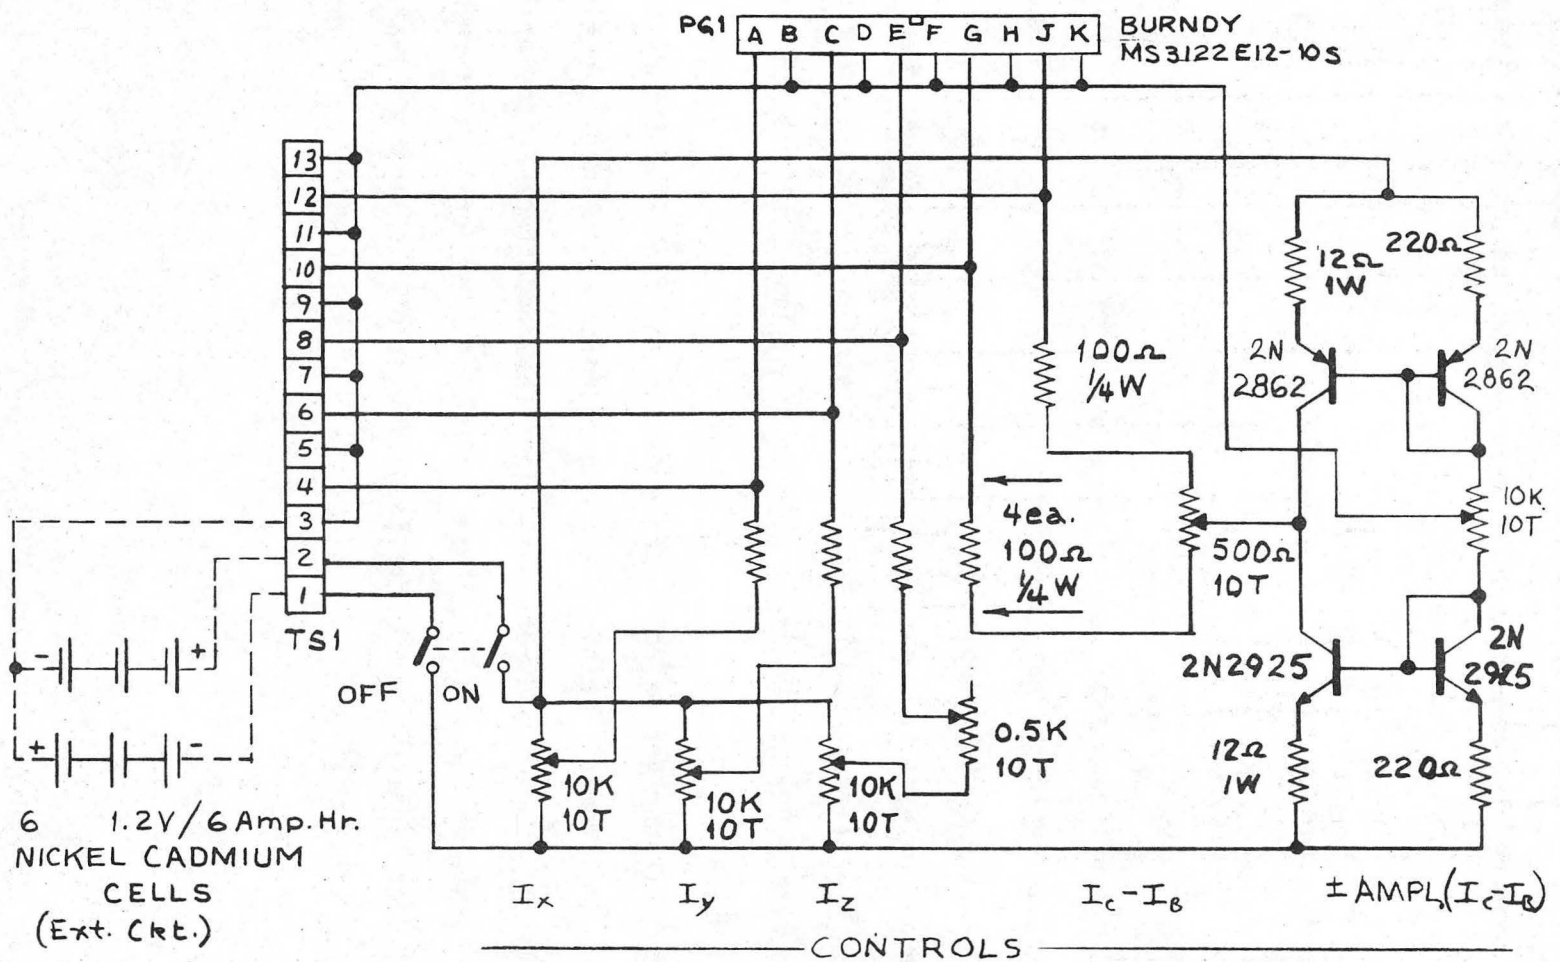 PG1
A B C D E F G H J K
BURNDY
MS3122E12-10S
13
12
11
10
9
8
7
6
5
4
3
2
1
TS1
12Ω
1W
220Ω
2N
2862
2N
2862
100Ω
1/4W
4ea.
100Ω
1/4W
500Ω
10T
10K
10T
2N2925
2N
2925
OFF
ON
0.5K
10T
12Ω
1W
220Ω
10K
10T
10K
10T
10K
10T
- +
+ -
6 1.2V/6 Amp.Hr.
NICKEL CADMIUM
CELLS
(Ext. Ckt.)
Ix Iy Iz Ic-IB ±AMPL(Ic-IB)
CONTROLS